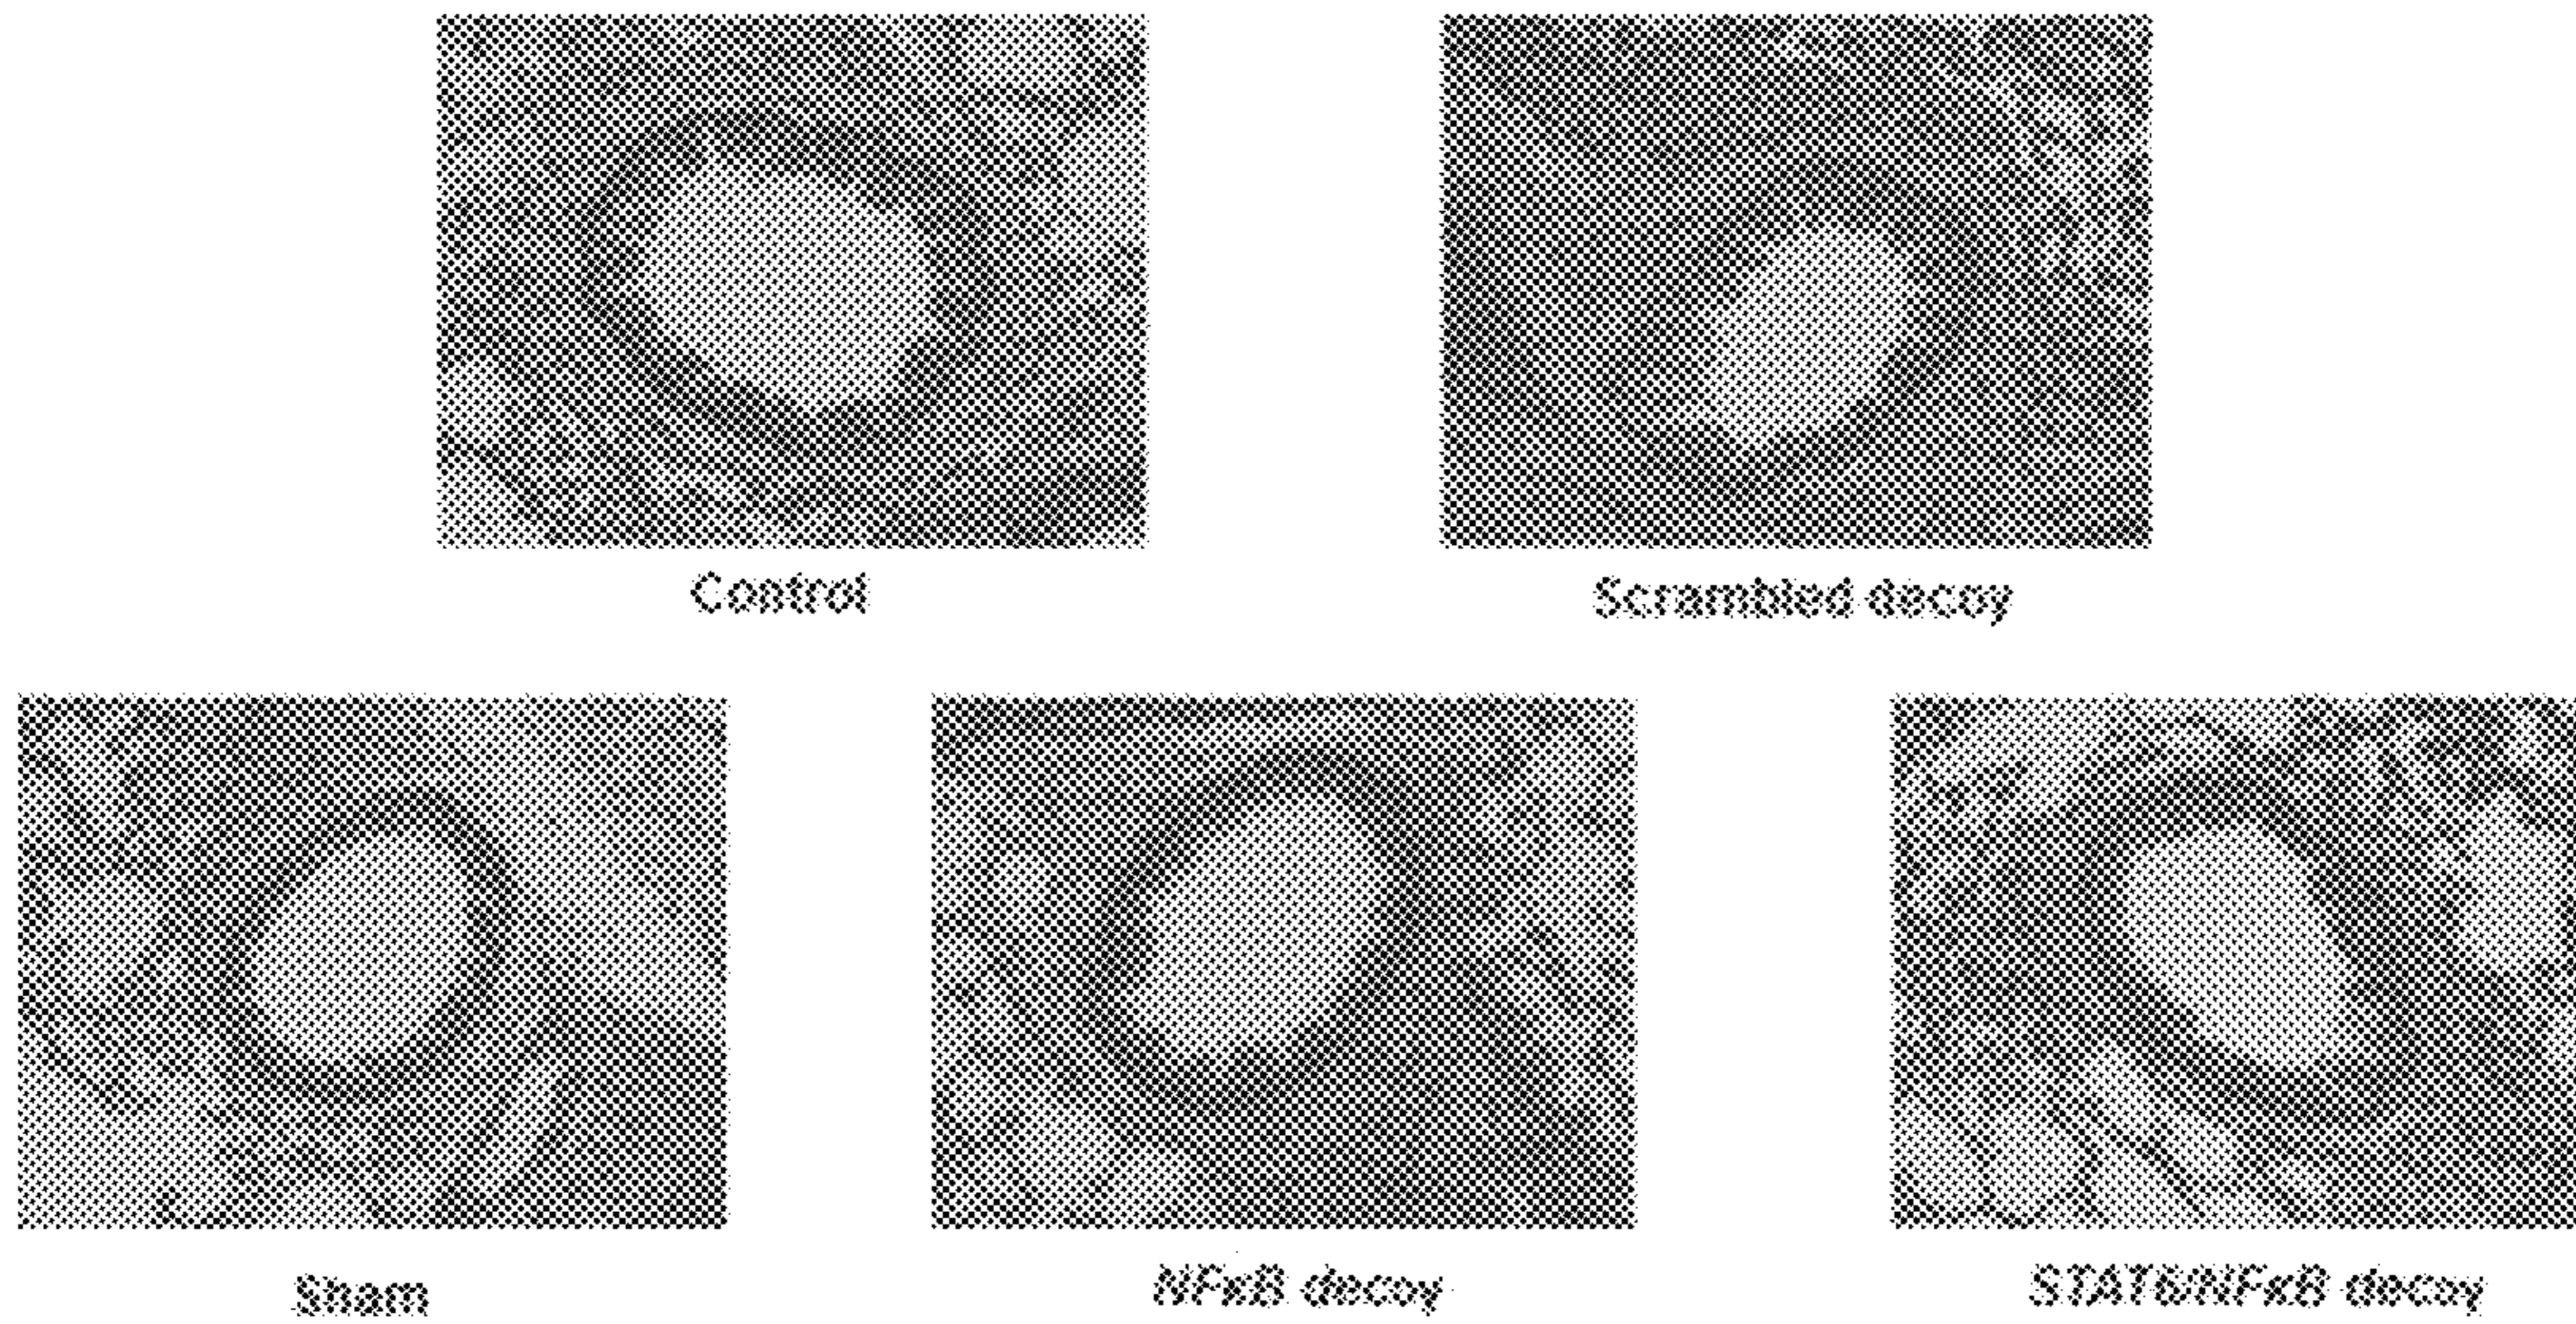 Control
Scrambled decoy
Sham
NFκB decoy
STAT6/NFκB decoy